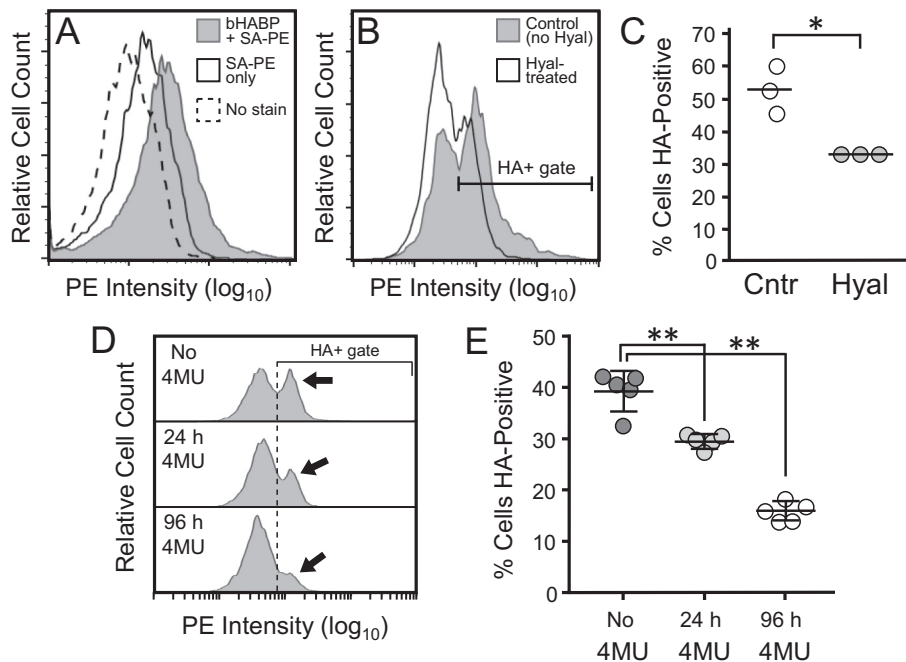 A
bHABP
+ SA-PE
SA-PE
only
No stain
Relative Cell Count
PE Intensity (log10)
B
Control
(no Hyal)
Hyal-
treated
HA+ gate
Relative Cell Count
PE Intensity (log10)
C
*
% Cells HA-Positive
70
60
50
40
30
20
10
0
Cntr Hyal
D
No
4MU
HA+ gate
24 h
4MU
96 h
4MU
Relative Cell Count
PE Intensity (log10)
E
**
**
% Cells HA-Positive
50
40
30
20
10
0
No 24 h 96 h
4MU 4MU 4MU